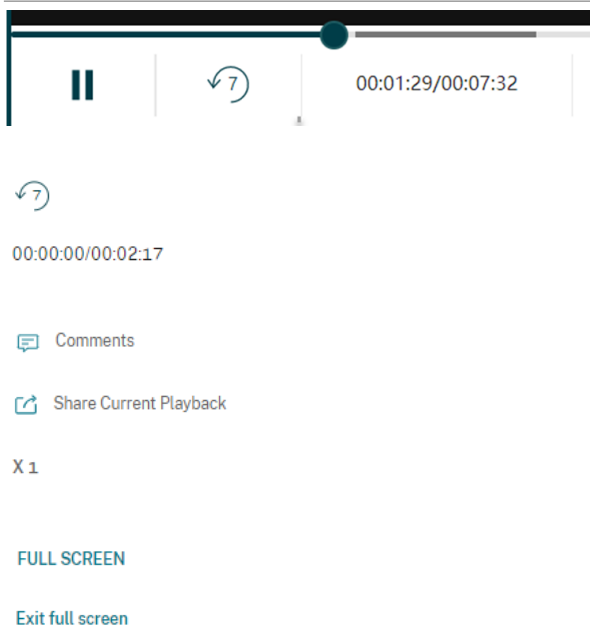 7
00:01:29/00:07:32
7
00:00:00/00:02:17
Comments
Share Current Playback
X 1
FULL SCREEN
Exit full screen